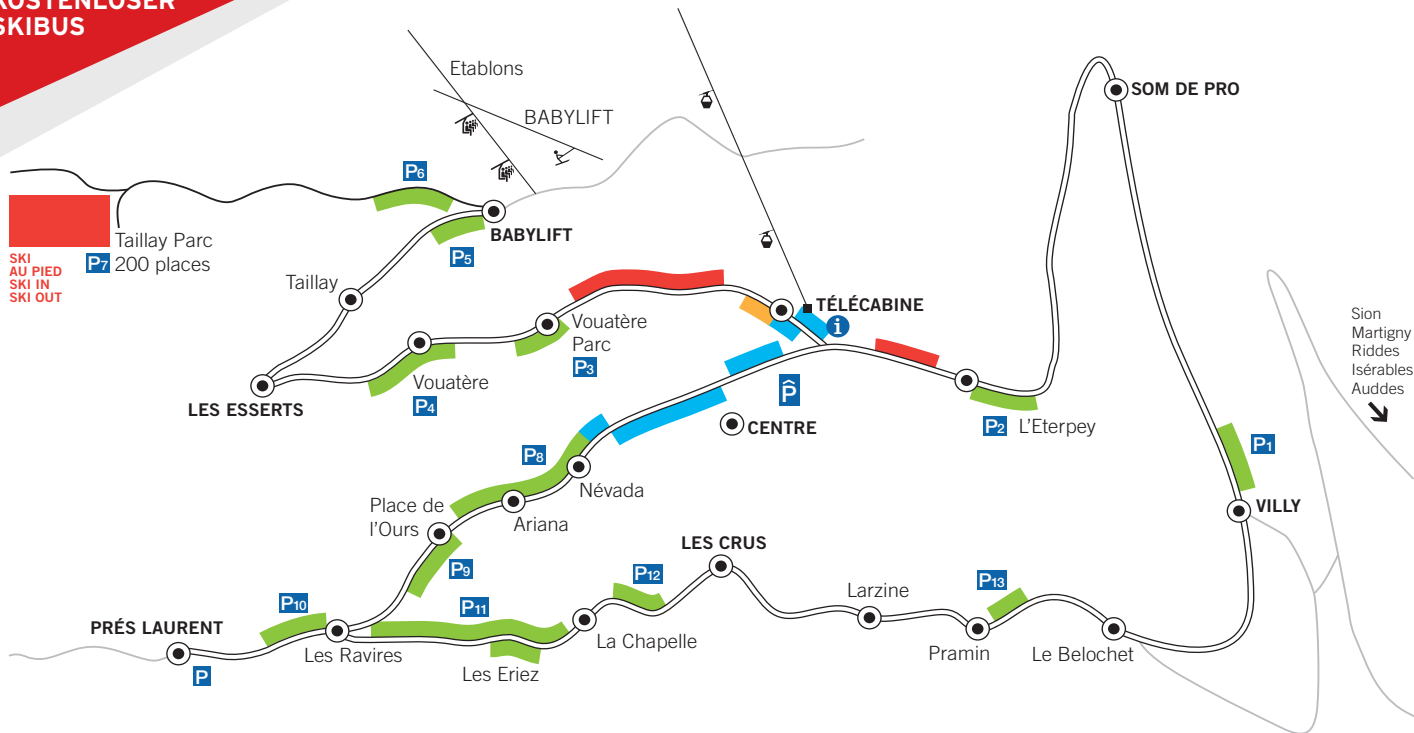 KOSTENLOSER
SKIBUS
Etablons
BABYLIFT
SOM DE PRO
P6
BABYLIFT
P5
SKI
AU PIED
SKI IN
SKI OUT
P7
Taillay Parc
200 places
Taillay
TÉLÉCABINE
i
Vouatère
Parc
P3
Sion
Martigny
Riddes
Isérables
Auddes
Vouatère
P4
LES ESSERTS
P
CENTRE
P2
L'Eterpey
P1
P8
Névada
Place de
l'Ours
Ariana
VILLY
P9
LES CRUS
P12
P13
P10
P11
Larzine
PRÉS LAURENT
P
Les Ravires
Les Eriez
La Chapelle
Pramin
Le Belochet